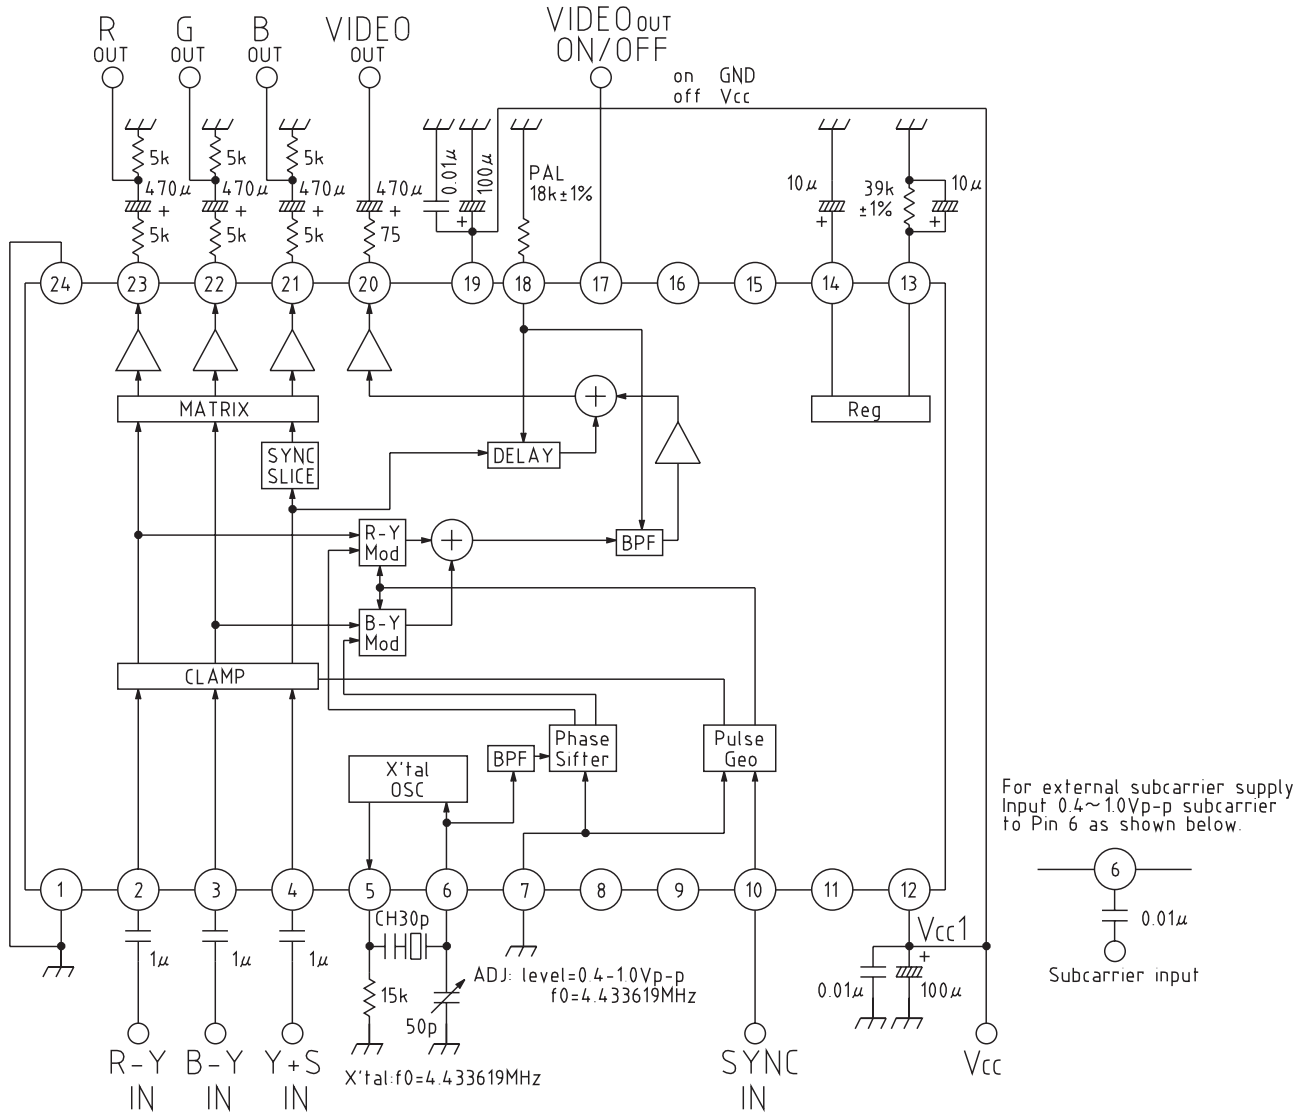 R
OUT
G
OUT
B
OUT
VIDEO
OUT
VIDEO OUT
ON/OFF
on GND
off Vcc
5k
5k
5k
470μ
+
470μ
+
470μ
+
470μ
+
5k
5k
5k
75
0.01μ
100μ
+
PAL
18k±1%
10μ
+
39k
±1%
10μ
+
24
23
22
21
20
19
18
17
16
15
14
13
MATRIX
SYNC
SLICE
DELAY
+
Reg
R-Y
Mod
+
BPF
B-Y
Mod
CLAMP
X'tal
OSC
BPF
Phase
Sifter
Pulse
Geo
For external subcarrier supply
Input 0.4~1.0Vp-p subcarrier
to Pin 6 as shown below.
6
0.01μ
Subcarrier input
1
2
3
4
5
6
7
8
9
10
11
12
1μ
1μ
1μ
CH30p
15k
50p
ADJ: level=0.4-1.0Vp-p
f0=4.433619MHz
Vcc1
+
0.01μ
100μ
R-Y
IN
B-Y
IN
Y+S
IN
X'tal:f0=4.433619MHz
SYNC
IN
Vcc